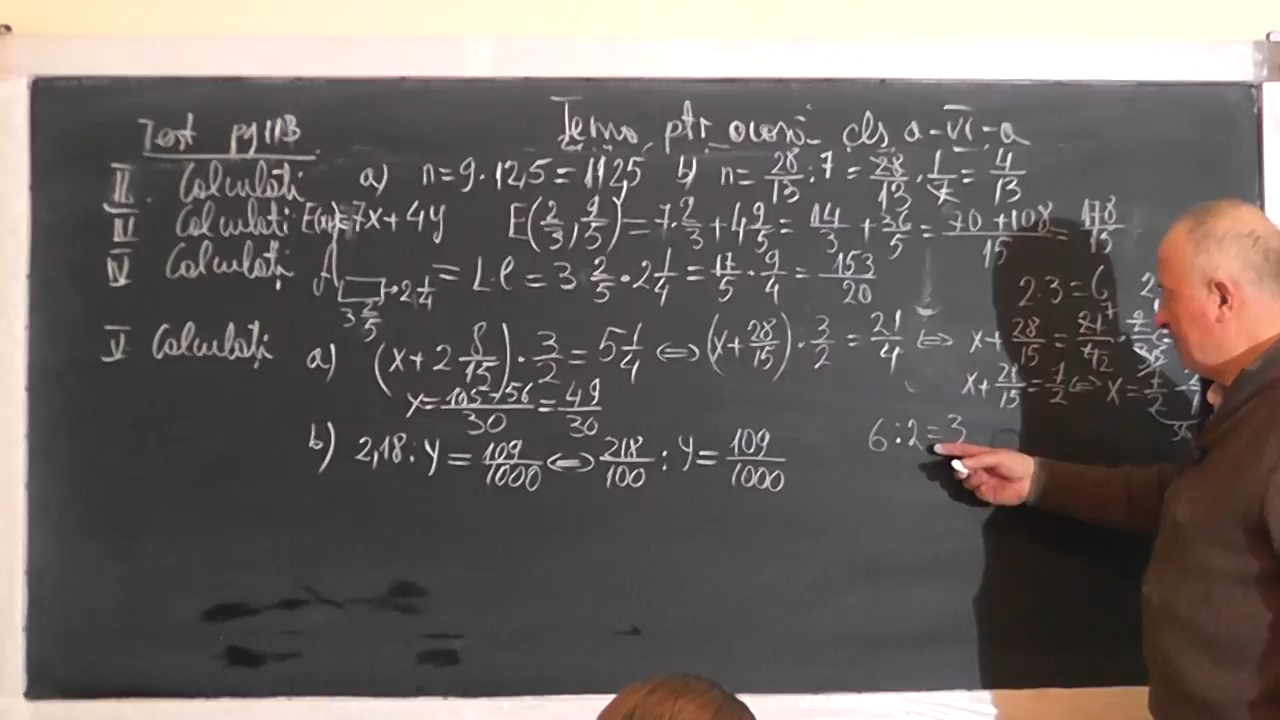 Test pg 113 Temă ptr acasă cls a-VI-a
II. Calculați a) n=9·12,5=112,5 b) n=28/13:7=28/13·1/7=4/13
III Calculați E(x,y)=7x+4y E(2/3,9/5)=7·2/3+4·9/5=14/3+36/5=(70+108)/15=178/15
IV Calculați A 3 2/5 2 1/4 = L·l=3 2/5·2 1/4=17/5·9/4=153/20
2·3=6 2
V Calculați a) (x+2 8/15)·3/2=5 1/4⇔(x+28/15)·3/2=21/4⇔x+28/15=21/4
x+28/15=7/2⇔x=7/2-
x=(105-56)/30=49/30
b) 2,18:y=109/1000⇔218/100:y=109/1000
6:2=3